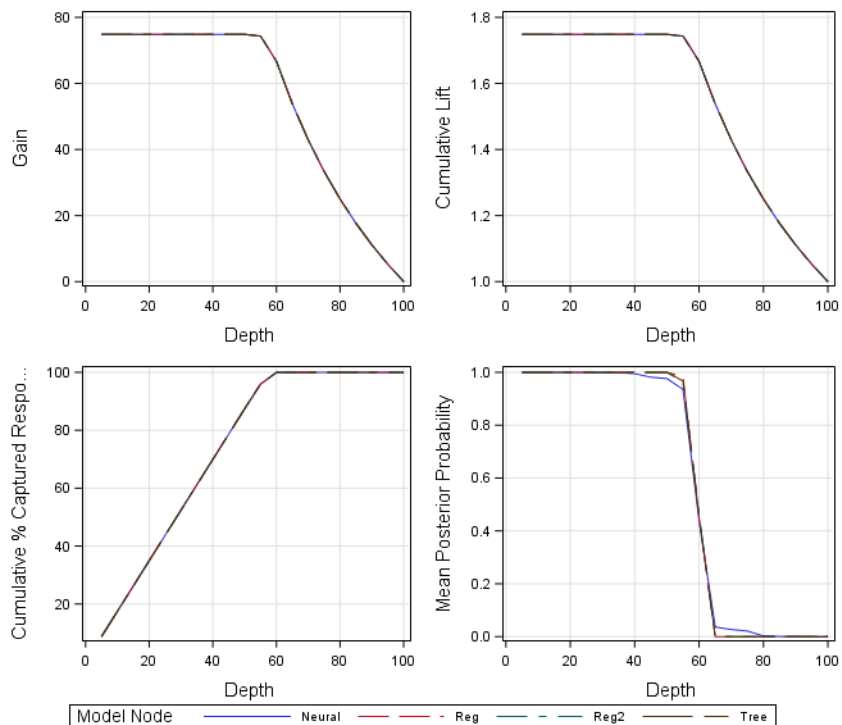 80
60
40
20
0
Gain
0 20 40 60 80 100
Depth
1.8
1.6
1.4
1.2
1.0
Cumulative Lift
0 20 40 60 80 100
Depth
100
80
60
40
20
Cumulative % Captured Respo...
0 20 40 60 80 100
Depth
1.0
0.8
0.6
0.4
0.2
0.0
Mean Posterior Probability
0 20 40 60 80 100
Depth
Model Node Neural Reg Reg2 Tree